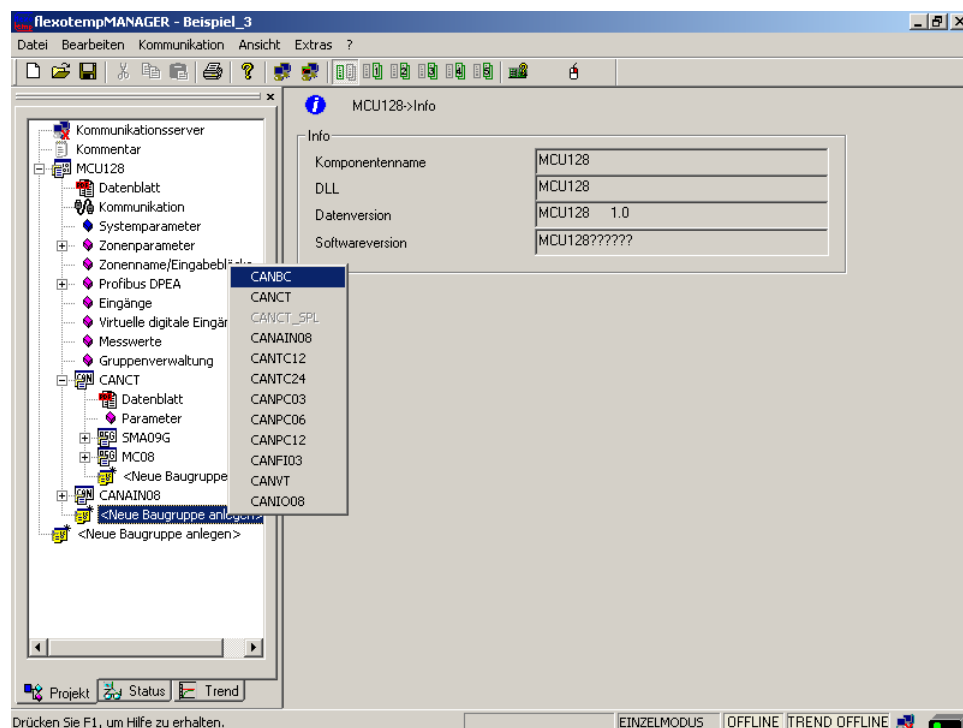 flexotempMANAGER - Beispiel_3
Datei Bearbeiten Kommunikation Ansicht Extras ?
MCU128->Info
Info
Komponentenname MCU128
DLL MCU128
Datenversion MCU128 1.0
Softwareversion MCU128??????
Kommunikationsserver
Kommentar
MCU128
Datenblatt
Kommunikation
Systemparameter
Zonenparameter
Zonenname/Eingabeblöcke
Profibus DPEA
Eingänge
Virtuelle digitale Eingän
Messwerte
Gruppenverwaltung
CANCT
Datenblatt
Parameter
SMA09G
MC08
<Neue Baugruppe
CANAIN08
<Neue Baugruppe anlegen>
<Neue Baugruppe anlegen>
CANBC
CANCT
CANCT_SPL
CANAIN08
CANTC12
CANTC24
CANPC03
CANPC06
CANPC12
CANFI03
CANVT
CANIO08
Projekt Status Trend
Drücken Sie F1, um Hilfe zu erhalten. EINZELMODUS OFFLINE TREND OFFLINE